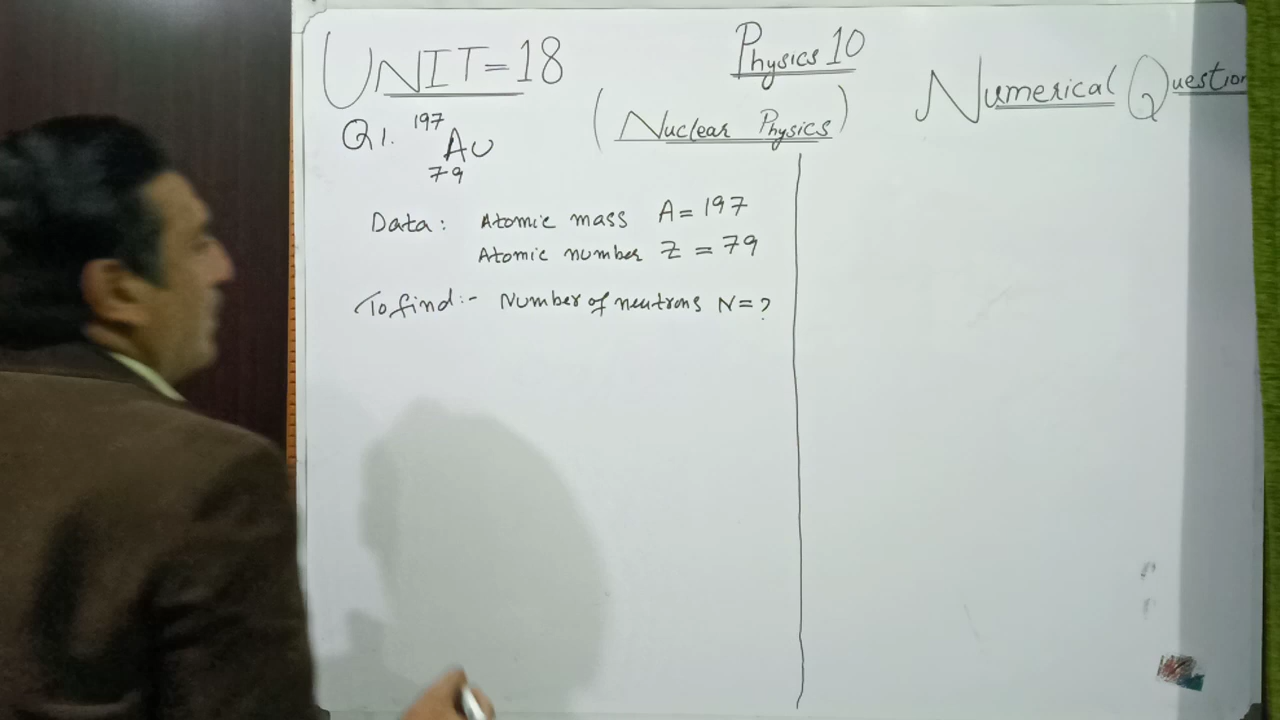 UNIT=18
Physics 10
(Nuclear Physics)
Numerical Question
Q1. 197
Au
79
Data: Atomic mass A=197
Atomic number Z=79
To find:- Number of neutrons N=?